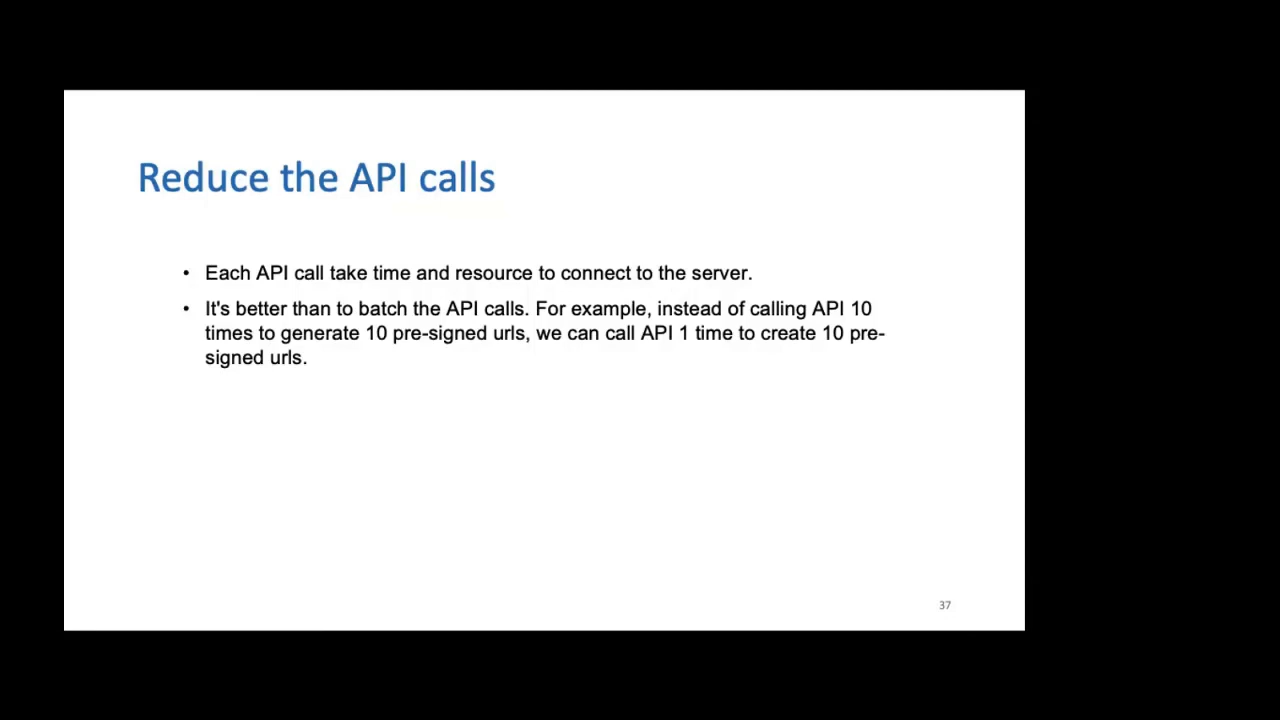 Reduce the API calls
• Each API call take time and resource to connect to the server.
• It's better than to batch the API calls. For example, instead of calling API 10
times to generate 10 pre-signed urls, we can call API 1 time to create 10 pre-
signed urls.
37